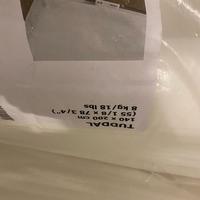 TUDDAL
140 x 200 cm
(55 1/8 x 78 3/4")
8 kg/18 lbs